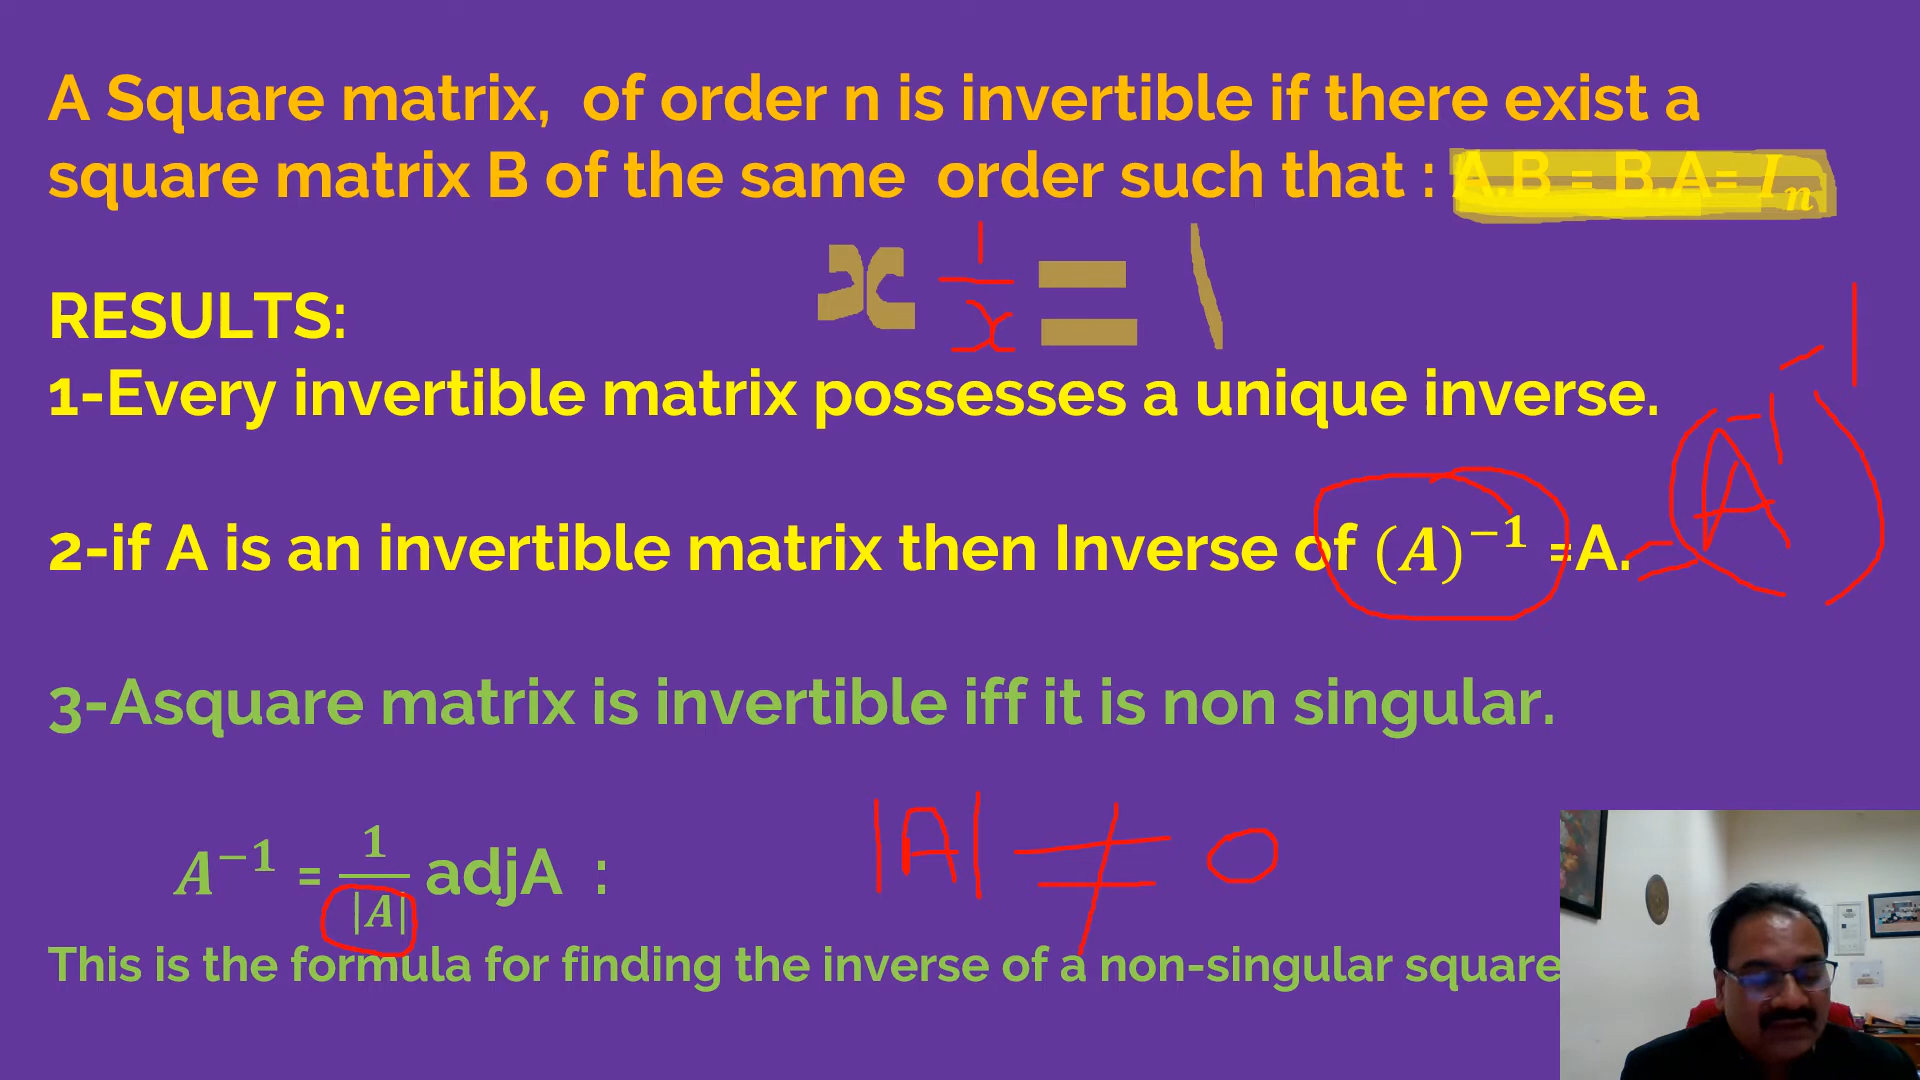 A Square matrix, of order n is invertible if there exist a
square matrix B of the same order such that : A.B = B.A= Iₙ
x 1/x = 1
RESULTS:
1-Every invertible matrix possesses a unique inverse.
2-if A is an invertible matrix then Inverse of (A)⁻¹ =A. = (A⁻¹)⁻¹
3-Asquare matrix is invertible iff it is non singular.
A⁻¹ = 1/|A| adjA : |A| ≠ 0
This is the formula for finding the inverse of a non-singular square